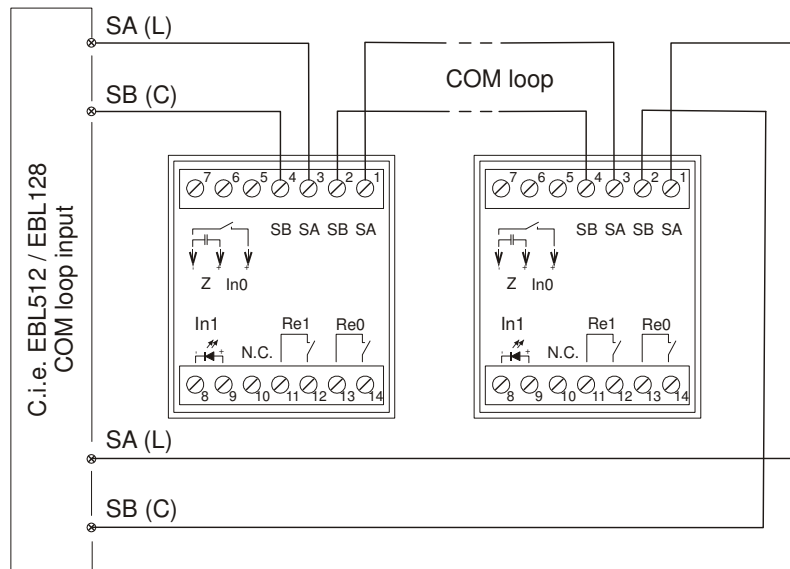 SA (L)
SB (C)
COM loop
C.i.e. EBL512 / EBL128
COM loop input
7 6 5 4 3 2 1
SB SA SB SA
- + +
Z In0
In1 N.C. Re1 Re0
- +
8 9 10 11 12 13 14
7 6 5 4 3 2 1
SB SA SB SA
- + +
Z In0
In1 N.C. Re1 Re0
- +
8 9 10 11 12 13 14
SA (L)
SB (C)